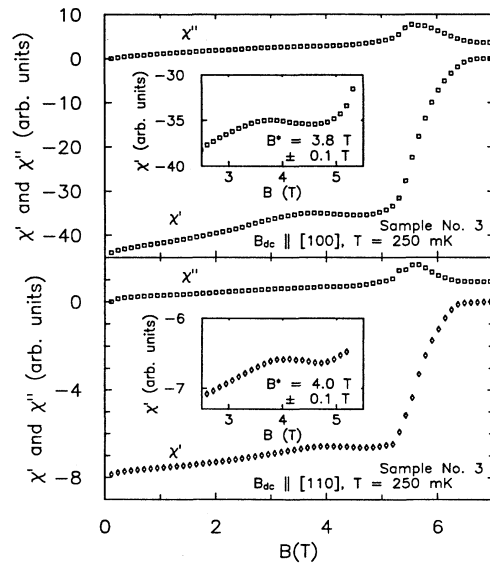 χ' and χ'' (arb. units)
10
0
−10
−20
−30
−40
χ''
χ' (arb. units)
−30
−35
−40
B* = 3.8 T
± 0.1 T
3 4 5
B (T)
χ'
Sample No. 3
B_dc ∥ [100], T = 250 mK
χ' and χ'' (arb. units)
0
−4
−8
χ''
χ' (arb. units)
−6
−7
B* = 4.0 T
± 0.1 T
3 4 5
B (T)
χ'
Sample No. 3
B_dc ∥ [110], T = 250 mK
0 2 4 6
B(T)